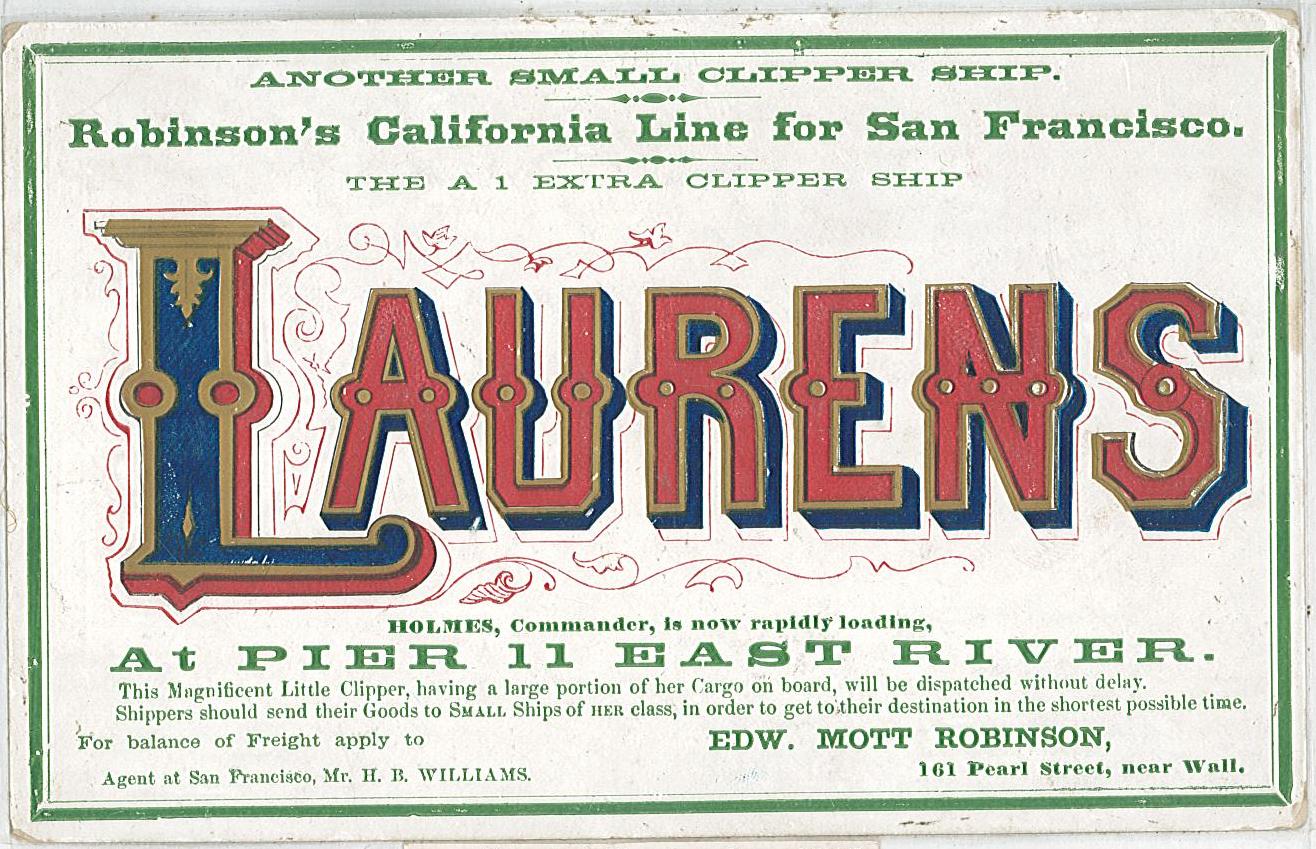 ANOTHER SMALL CLIPPER SHIP.
Robinson's California Line for San Francisco.
THE A 1 EXTRA CLIPPER SHIP
LAURENS
HOLMES, Commander, is now rapidly loading,
At PIER 11 EAST RIVER.
This Magnificent Little Clipper, having a large portion of her Cargo on board, will be dispatched without delay.
Shippers should send their Goods to SMALL Ships of HER class, in order to get to their destination in the shortest possible time.
For balance of Freight apply to
EDW. MOTT ROBINSON,
Agent at San Francisco, Mr. H. B. WILLIAMS.
161 Pearl Street, near Wall.